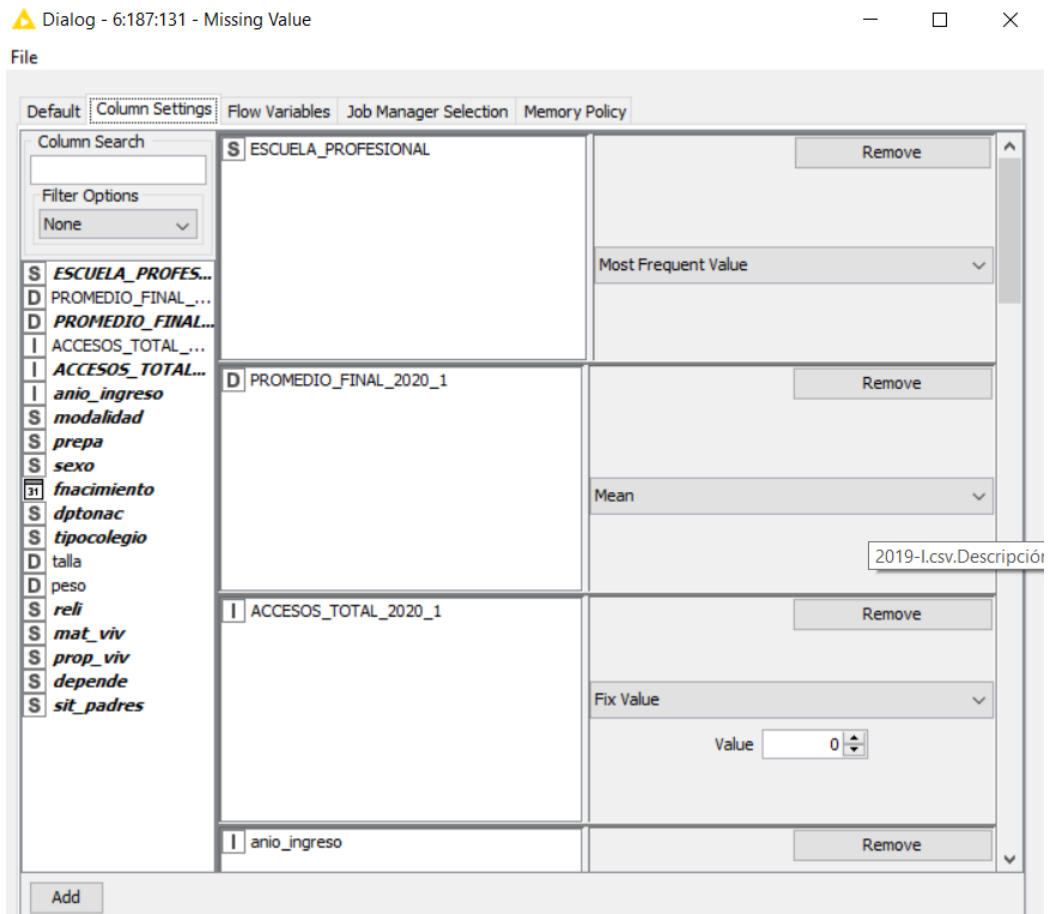 Dialog - 6:187:131 - Missing Value
File
Default Column Settings Flow Variables Job Manager Selection Memory Policy
Column Search
Filter Options
None
S ESCUELA_PROFES...
D PROMEDIO_FINAL_...
D PROMEDIO_FINAL...
I ACCESOS_TOTAL_...
I ACCESOS_TOTAL...
I anio_ingreso
S modalidad
S prepa
S sexo
31 fnacimiento
S dptonac
S tipocolegio
D talla
D peso
S reli
S mat_viv
S prop_viv
S depende
S sit_padres
Add
S ESCUELA_PROFESIONAL
Remove
Most Frequent Value
D PROMEDIO_FINAL_2020_1
Remove
Mean
2019-I.csv.Descripción
I ACCESOS_TOTAL_2020_1
Remove
Fix Value
Value 0
I anio_ingreso
Remove